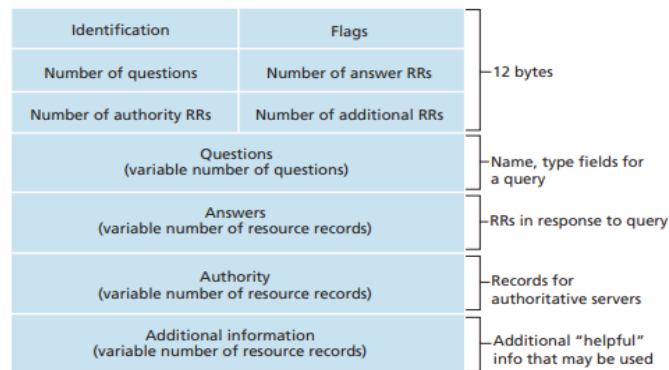 Identification
Flags
Number of questions
Number of answer RRs
12 bytes
Number of authority RRs
Number of additional RRs
Questions
(variable number of questions)
Name, type fields for
a query
Answers
(variable number of resource records)
RRs in response to query
Authority
(variable number of resource records)
Records for
authoritative servers
Additional information
(variable number of resource records)
Additional “helpful”
info that may be used